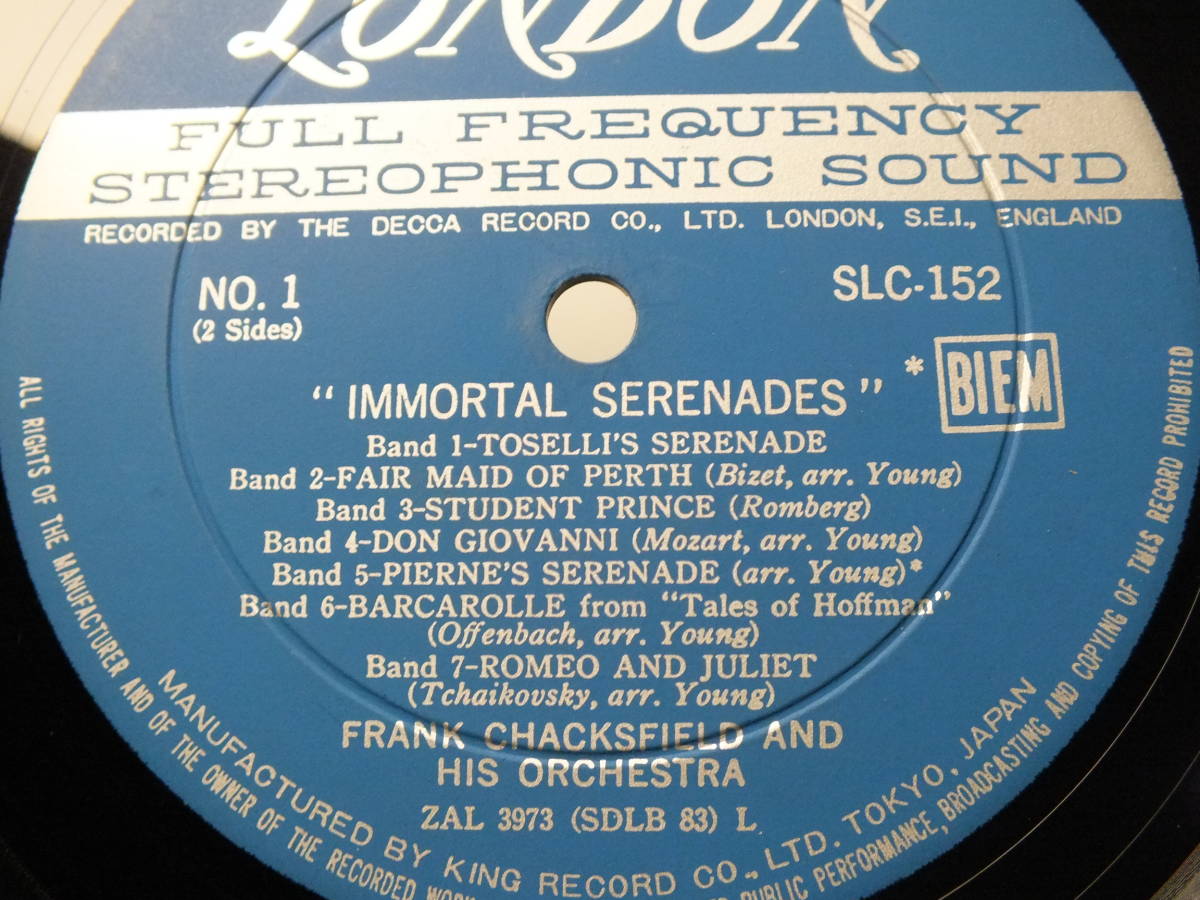 LONDON
FULL FREQUENCY
STEREOPHONIC SOUND
RECORDED BY THE DECCA RECORD CO., LTD. LONDON, S.E.I., ENGLAND
NO. 1
(2 Sides)
SLC-152
* BIEM
"IMMORTAL SERENADES"
Band 1-TOSELLI'S SERENADE
Band 2-FAIR MAID OF PERTH (Bizet, arr. Young)
Band 3-STUDENT PRINCE (Romberg)
Band 4-DON GIOVANNI (Mozart, arr. Young)
Band 5-PIERNE'S SERENADE (arr. Young)*
Band 6-BARCAROLLE from "Tales of Hoffman"
(Offenbach, arr. Young)
Band 7-ROMEO AND JULIET
(Tchaikovsky, arr. Young)
FRANK CHACKSFIELD AND
HIS ORCHESTRA
ZAL 3973 (SDLB 83) L
MANUFACTURED BY KING RECORD CO., LTD. TOKYO, JAPAN
ALL RIGHTS OF THE MANUFACTURER AND OF THE OWNER OF THE RECORDED PUBLIC PERFORMANCE, BROADCASTING AND COPYING OF THIS RECORD PROHIBITED